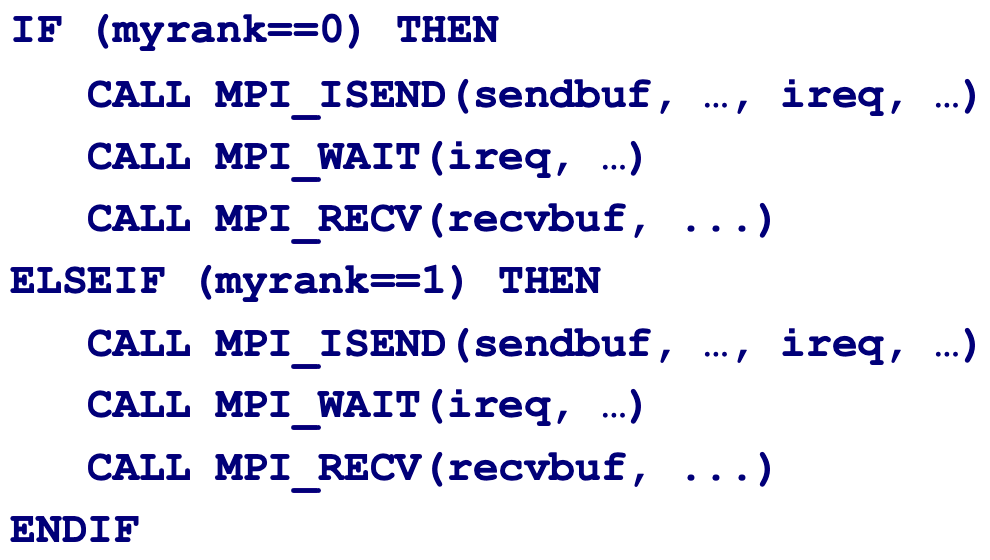 IF (myrank==0) THEN
   CALL MPI_ISEND(sendbuf, …, ireq, …)
   CALL MPI_WAIT(ireq, …)
   CALL MPI_RECV(recvbuf, ...)
ELSEIF (myrank==1) THEN
   CALL MPI_ISEND(sendbuf, …, ireq, …)
   CALL MPI_WAIT(ireq, …)
   CALL MPI_RECV(recvbuf, ...)
ENDIF